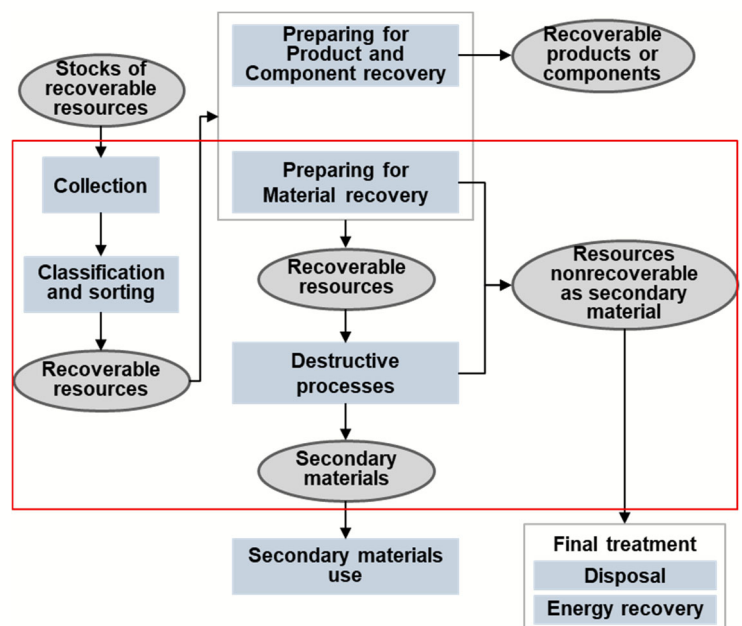 Stocks of
recoverable
resources
Collection
Classification
and sorting
Recoverable
resources
Preparing for
Product and
Component recovery
Recoverable
products or
components
Preparing for
Material recovery
Recoverable
resources
Destructive
processes
Secondary
materials
Secondary materials
use
Resources
nonrecoverable
as secondary
material
Final treatment
Disposal
Energy recovery